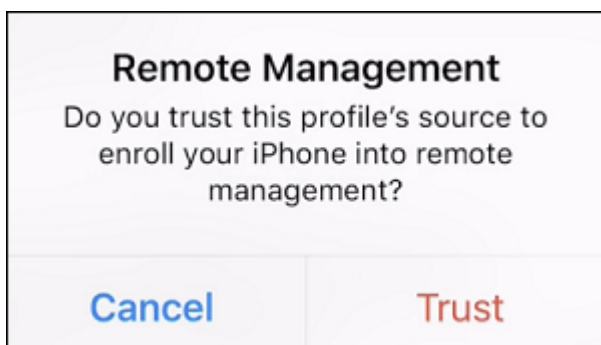 Remote Management
Do you trust this profile’s source to
enroll your iPhone into remote
management?
Cancel
Trust